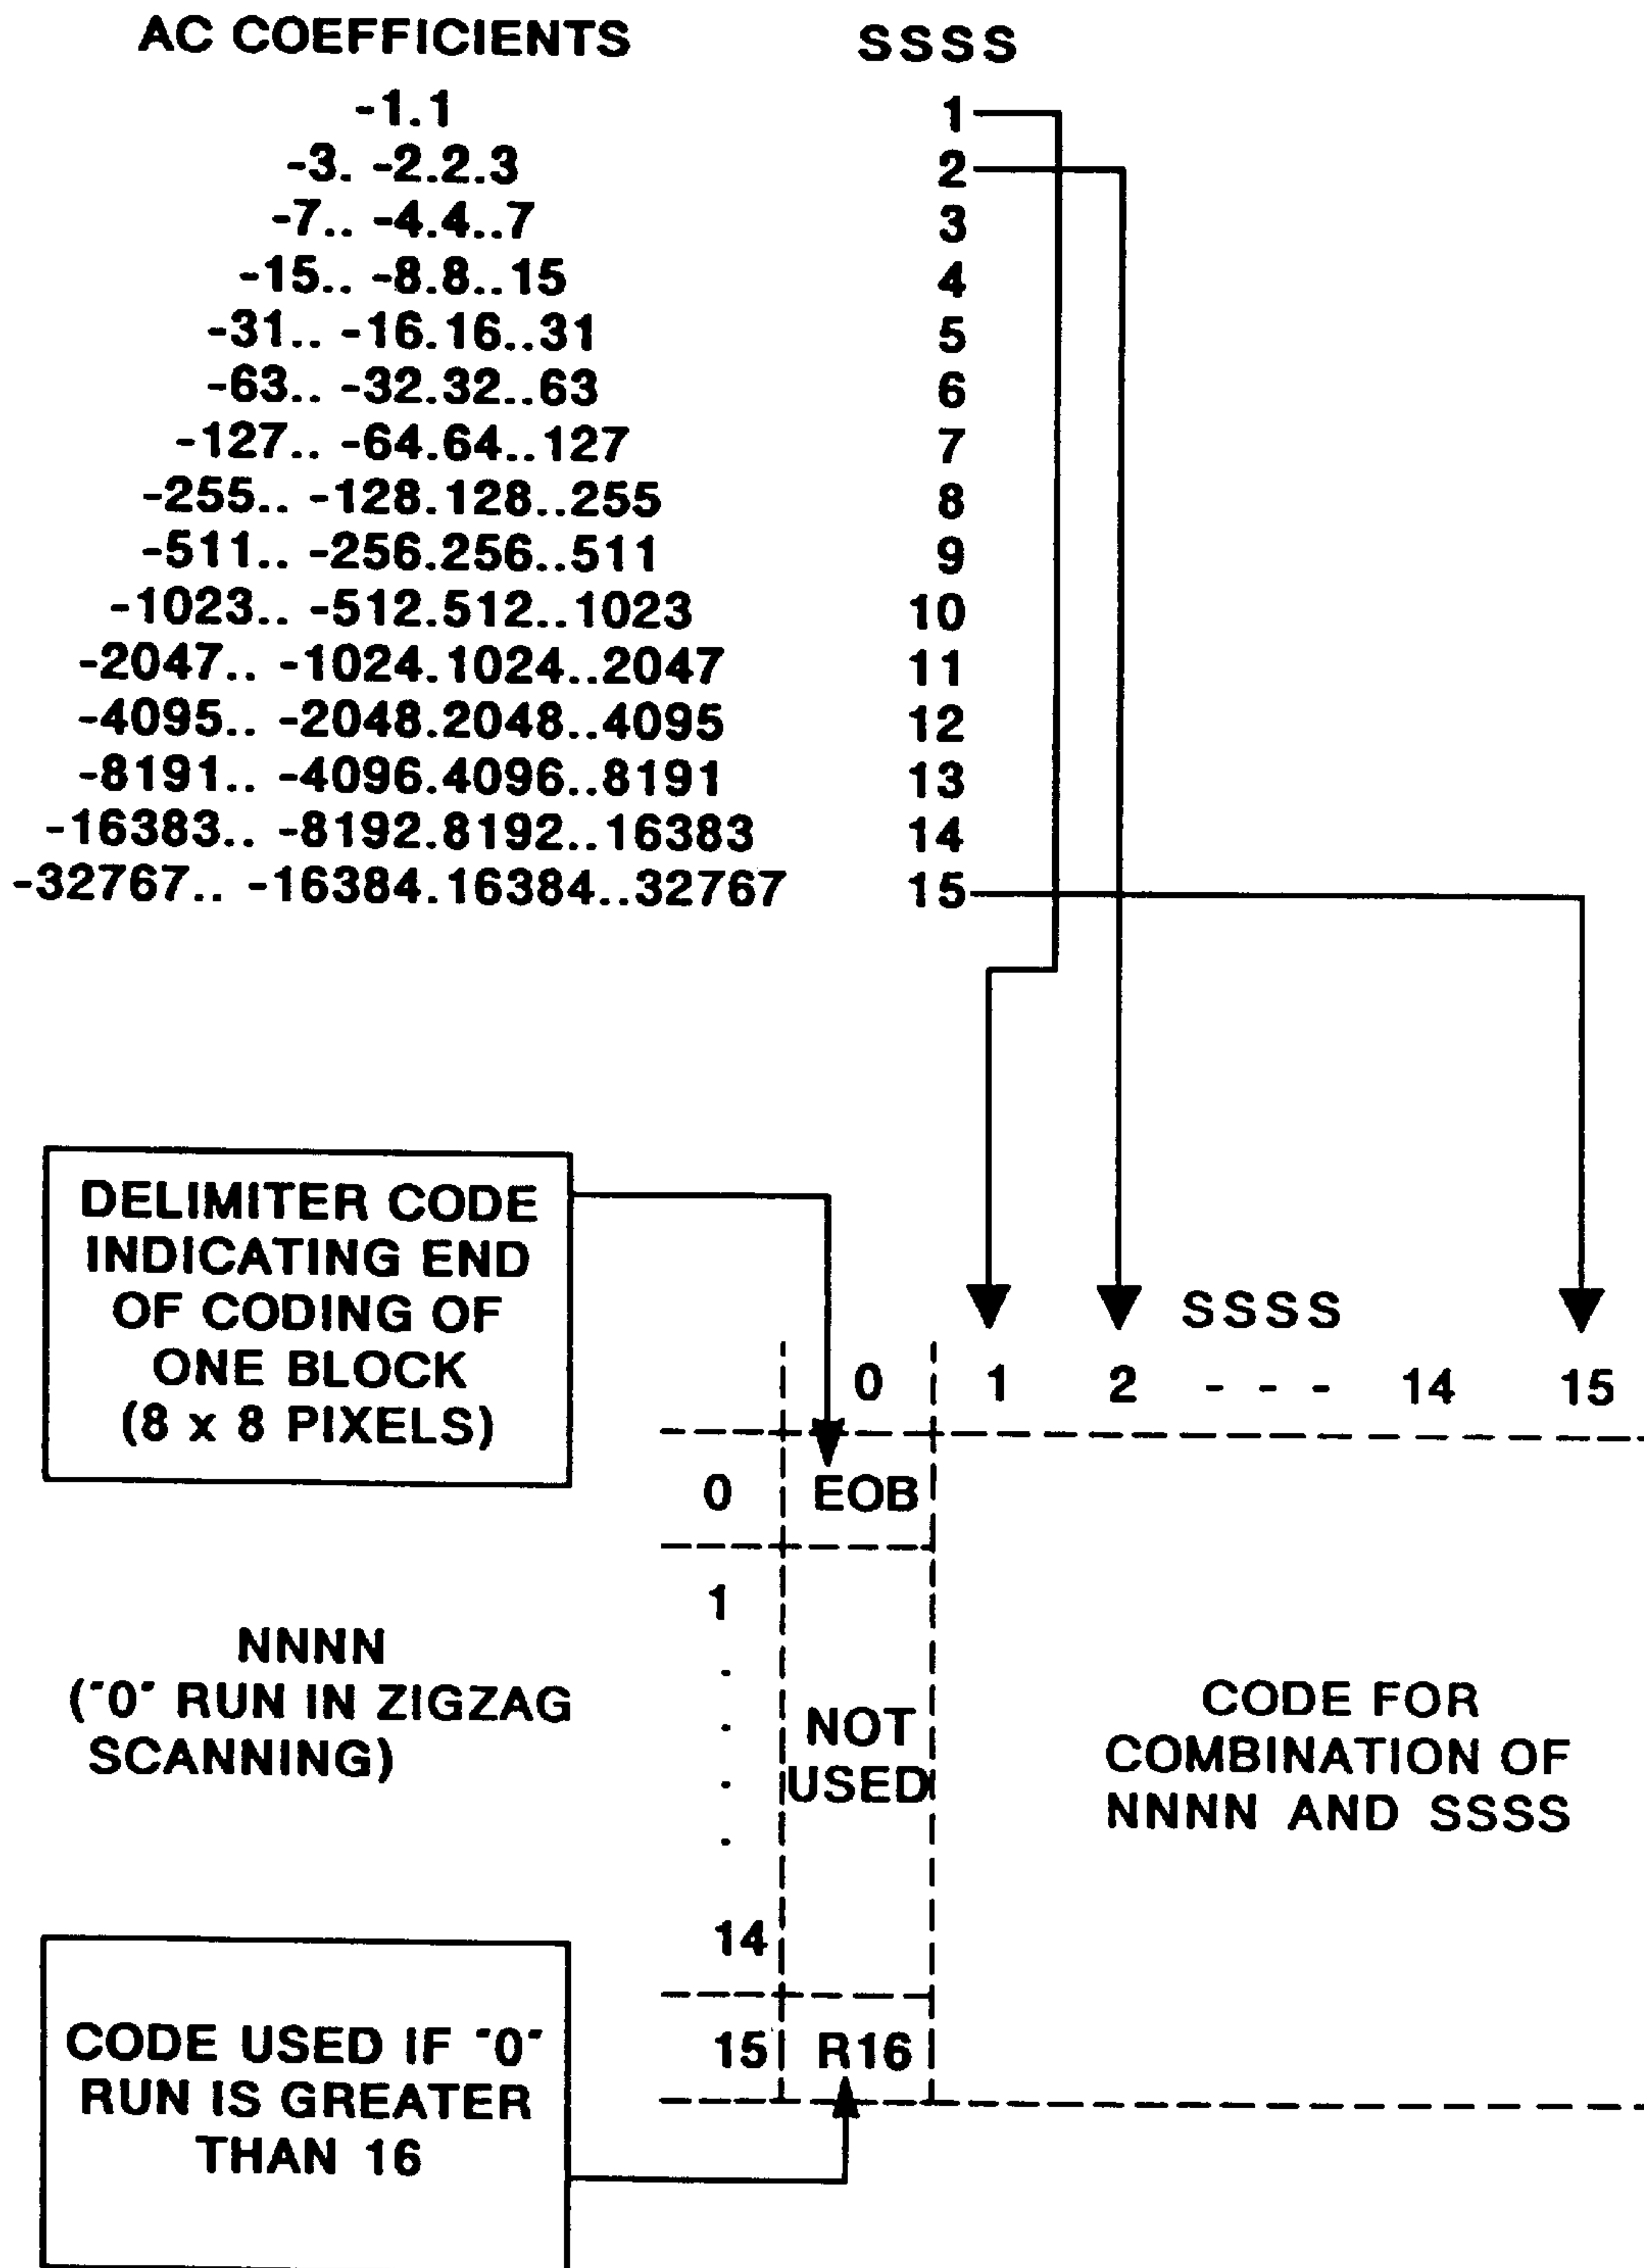 AC COEFFICIENTS SSSS
-1.1 1
-3. -2.2.3 2
-7.. -4.4..7 3
-15.. -8.8..15 4
-31.. -16.16..31 5
-63.. -32.32..63 6
-127.. -64.64..127 7
-255.. -128.128..255 8
-511.. -256.256..511 9
-1023.. -512.512..1023 10
-2047.. -1024.1024..2047 11
-4095.. -2048.2048..4095 12
-8191.. -4096.4096..8191 13
-16383.. -8192.8192..16383 14
-32767.. -16384.16384..32767 15
DELIMITER CODE
INDICATING END
OF CODING OF
ONE BLOCK
(8 x 8 PIXELS)
SSSS
0 1 2 - - - 14 15
0 EOB
1
.
.
.
.
14
15 R16
NOT
USED
NNNN
("0" RUN IN ZIGZAG
SCANNING)
CODE FOR
COMBINATION OF
NNNN AND SSSS
CODE USED IF "0"
RUN IS GREATER
THAN 16